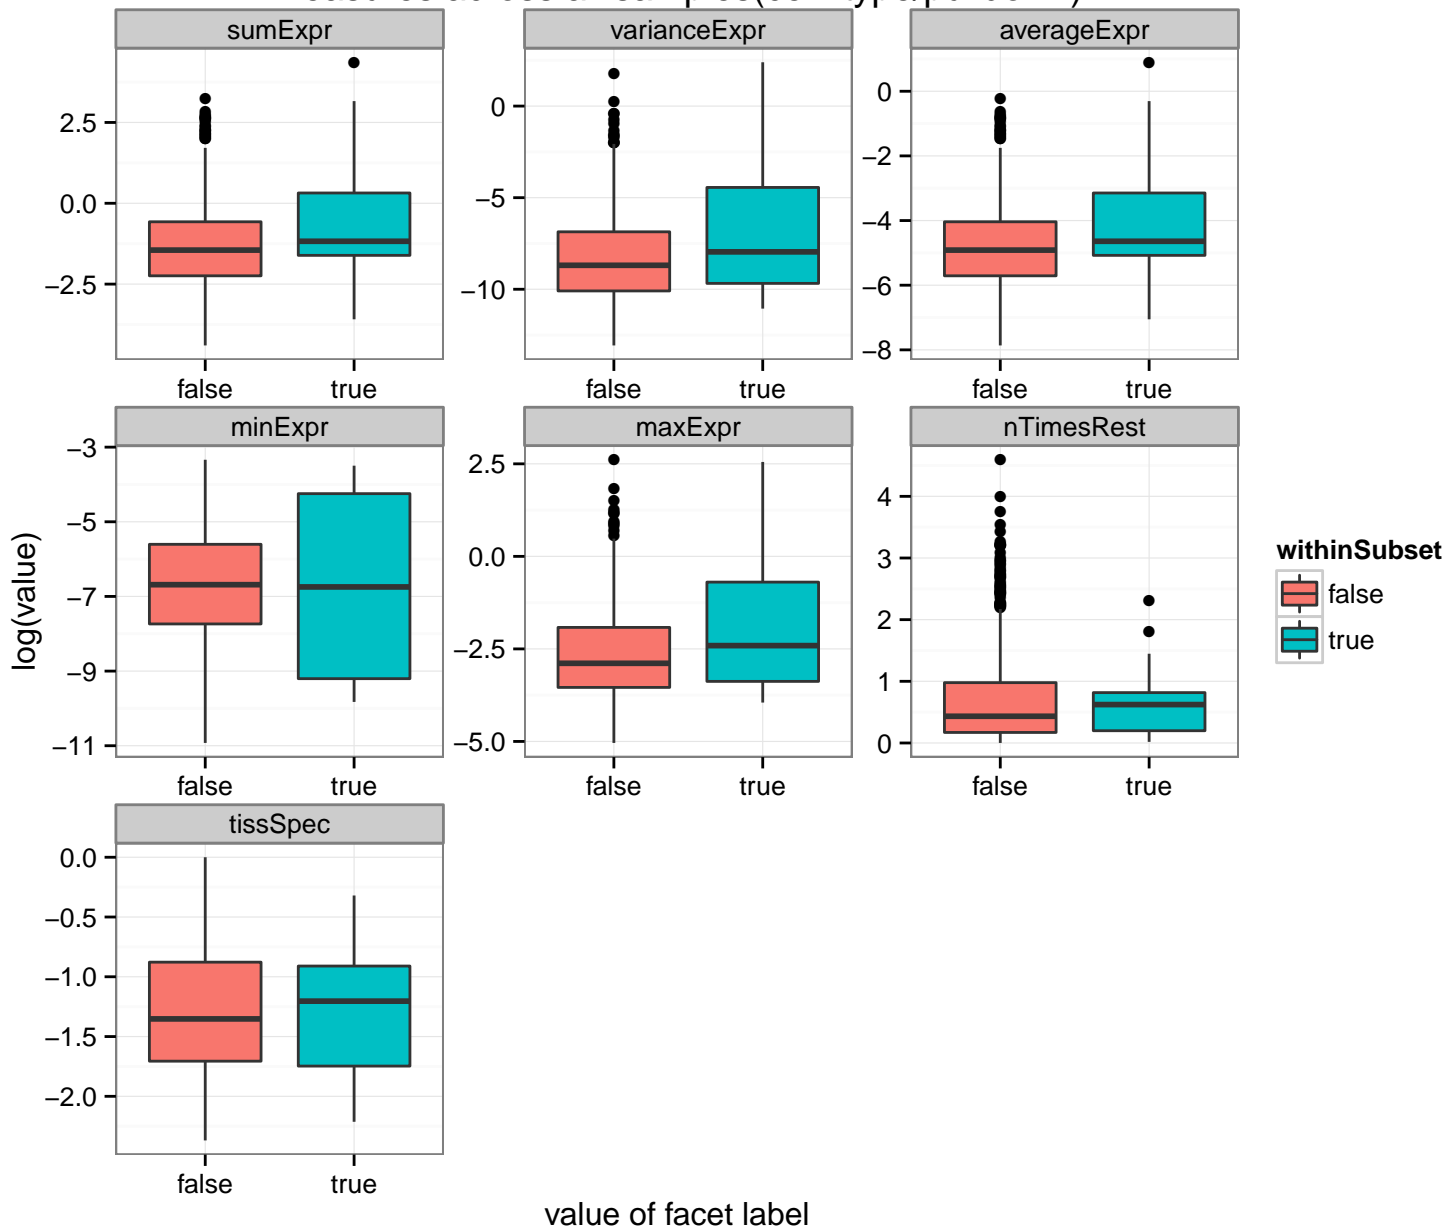 across all samples
sumExpr varianceExpr averageExpr
2.5 0.0 −2.5
0 −5 −10
0 −2 −4 −6 −8
false true false true false true
minExpr maxExpr nTimesRest
−3 −5 −7 −9 −11
2.5 0.0 −2.5 −5.0
4 3 2 1 0
false true false true false true
log(value)
withinSubset
false
true
tissSpec
0.0 −0.5 −1.0 −1.5 −2.0
false true
value of facet label